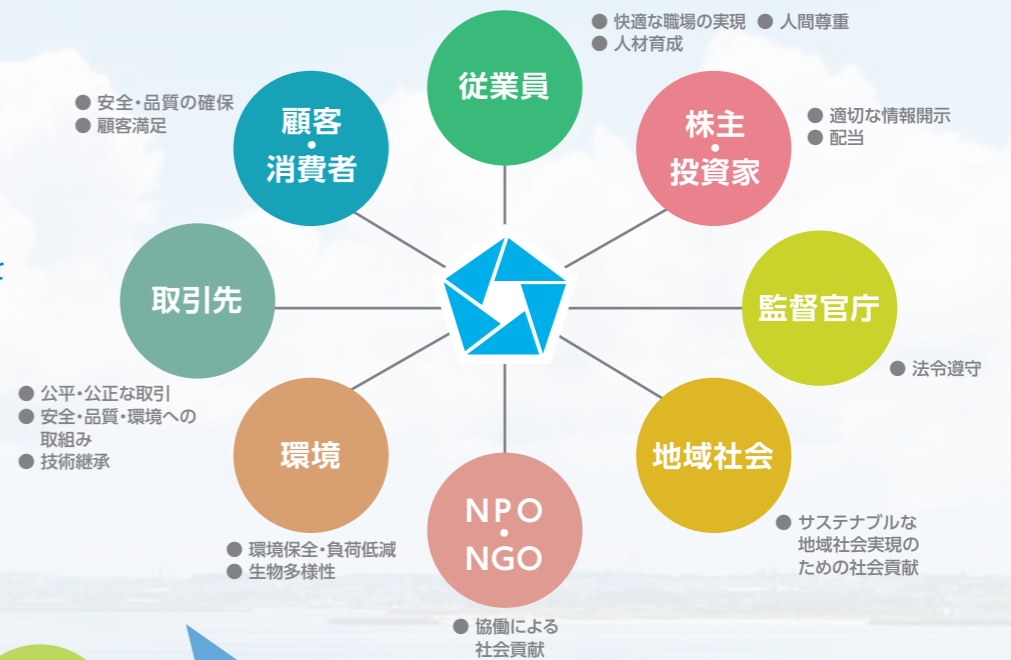 ● 快適な職場の実現 ● 人間尊重
● 人材育成
従業員
● 安全・品質の確保
● 顧客満足
顧客
・
消費者
株主
・
投資家
● 適切な情報開示
● 配当
取引先
● 公平・公正な取引
● 安全・品質・環境への
取組み
● 技術継承
監督官庁
● 法令遵守
環境
● 環境保全・負荷低減
● 生物多様性
地域社会
● サステナブルな
地域社会実現の
ための社会貢献
NPO
・
NGO
● 協働による
社会貢献